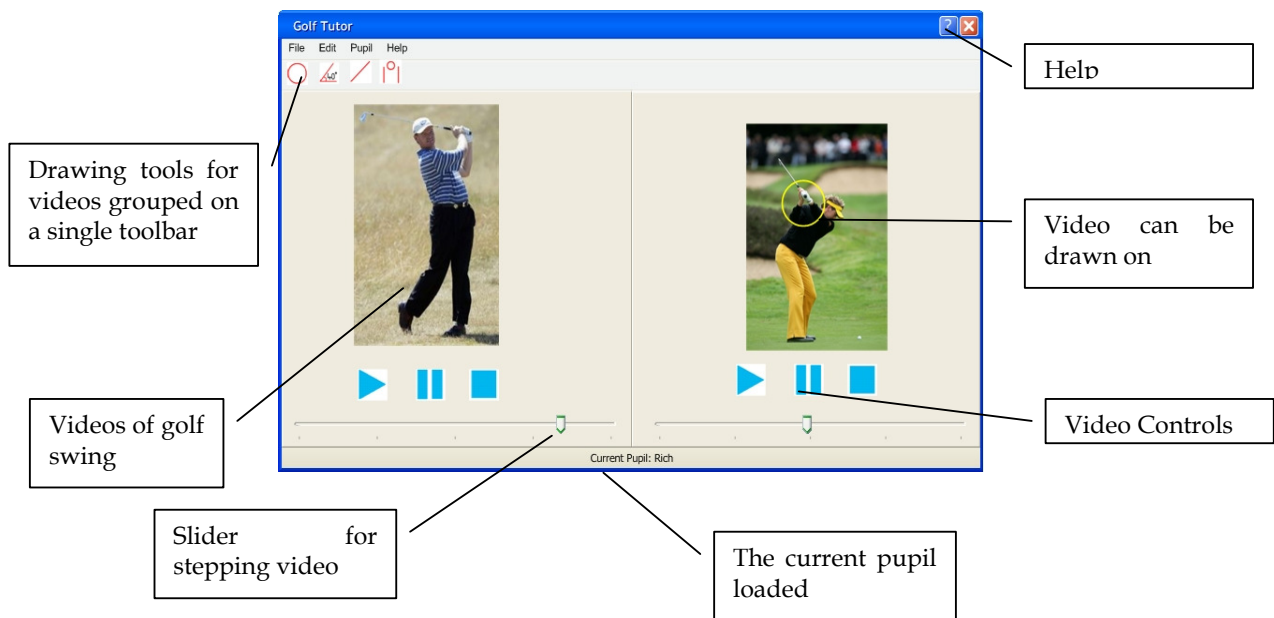 Golf Tutor
?
File Edit Pupil Help
40°
Help
Drawing tools for
videos grouped on
a single toolbar
Video can be
drawn on
Videos of golf
swing
Video Controls
Current Pupil: Rich
Slider for
stepping video
The current pupil
loaded